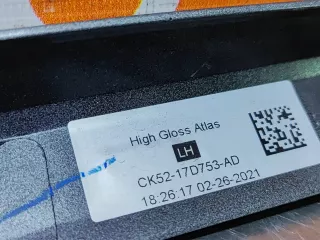 High Gloss Atlas
LH
CK52-17D753-AD
18:26:17 02-26-2021